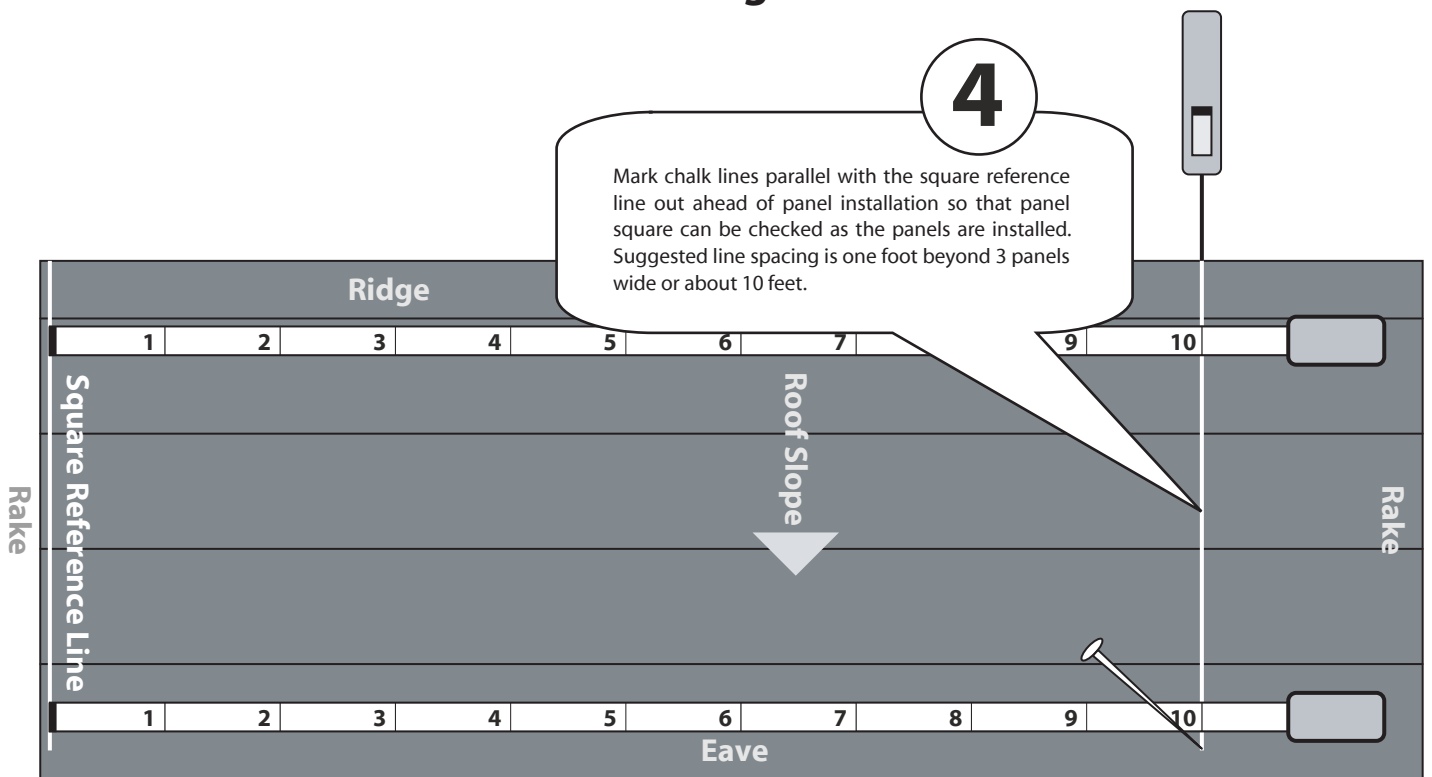 4
Mark chalk lines parallel with the square reference
line out ahead of panel installation so that panel
square can be checked as the panels are installed.
Suggested line spacing is one foot beyond 3 panels
wide or about 10 feet.
Ridge
1 2 3 4 5 6 7 9 10
Square Reference Line
Roof Slope
Rake
Rake
1 2 3 4 5 6 7 8 9 10
Eave